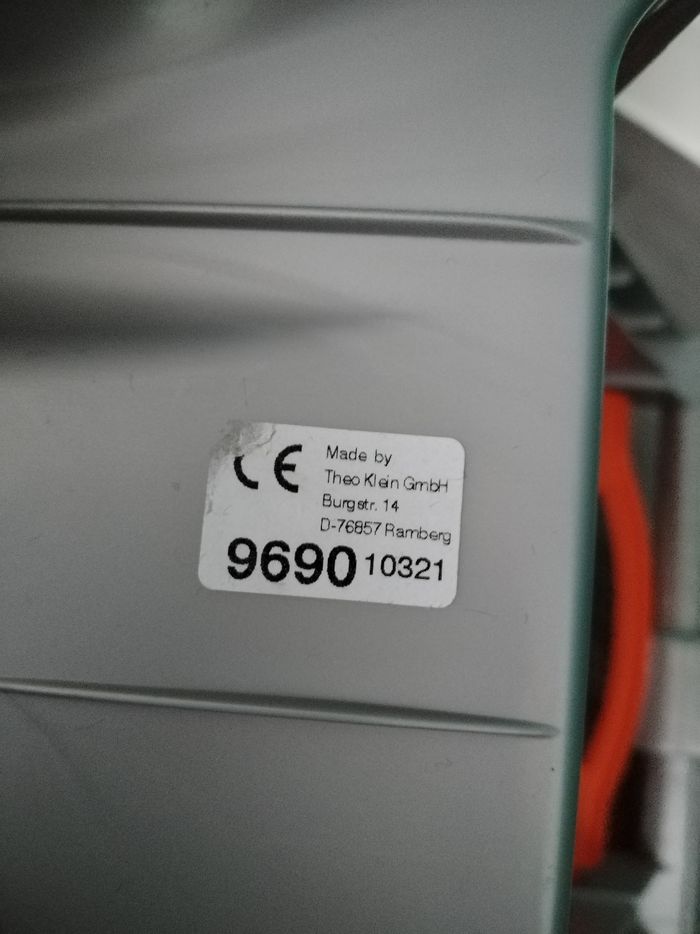 CE
Made by
Theo Klein GmbH
Burgstr. 14
D-76857 Ramberg
9690 10321